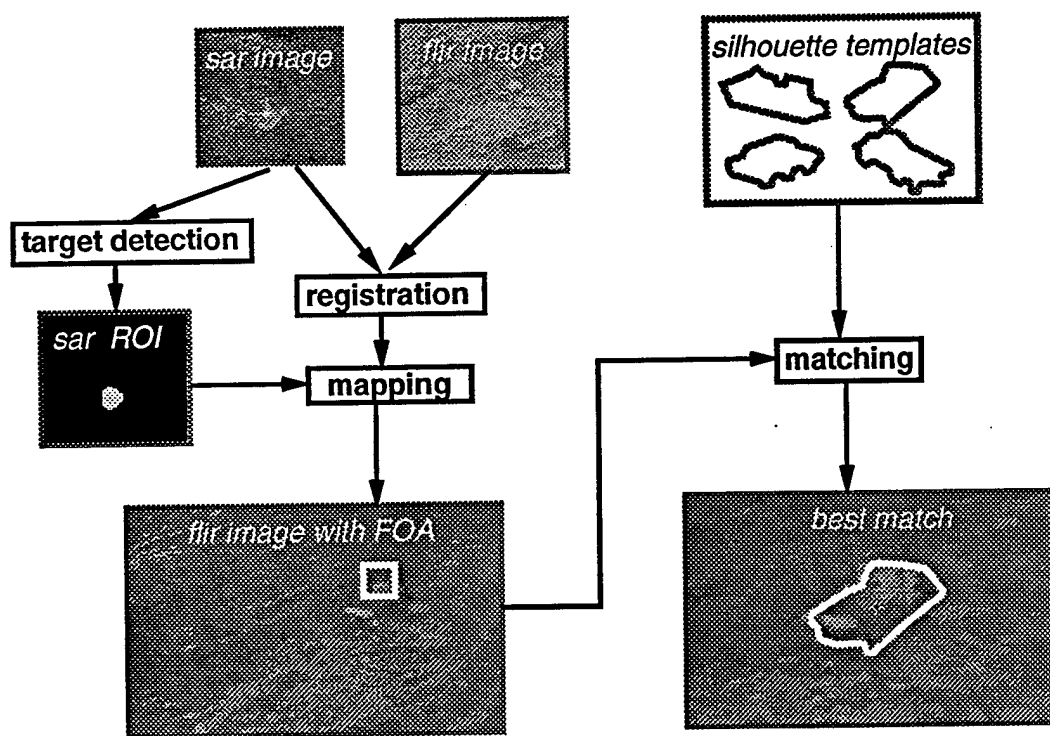 sar image
flir image
silhouette templates
target detection
registration
sar ROI
mapping
matching
flir image with FOA
best match